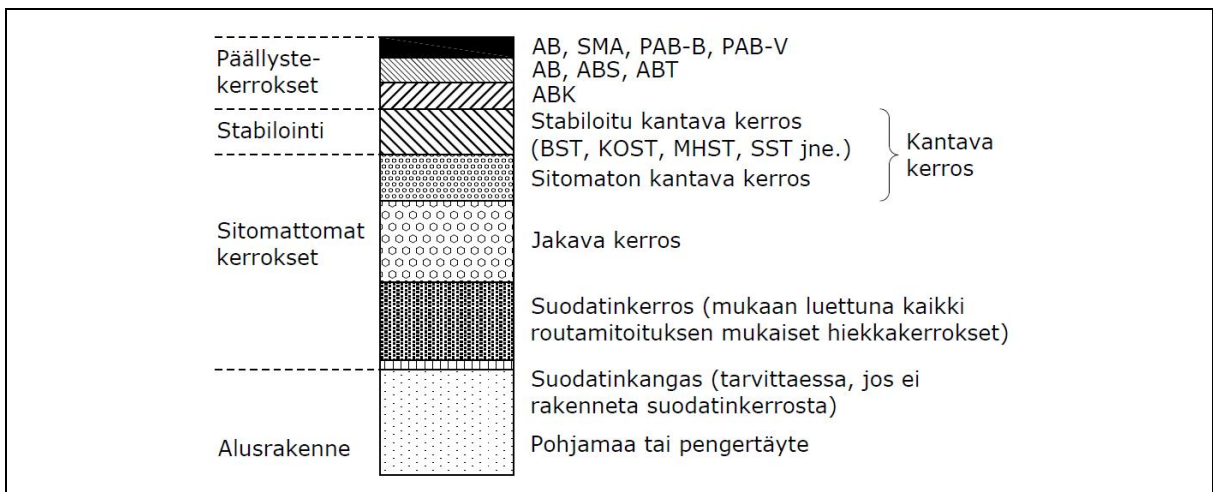 Päällyste-
kerrokset
AB, SMA, PAB-B, PAB-V
AB, ABS, ABT
ABK
Stabilointi
Stabiloitu kantava kerros
(BST, KOST, MHST, SST jne.)
Sitomaton kantava kerros
Kantava
kerros
Sitomattomat
kerrokset
Jakava kerros
Suodatinkerros (mukaan luettuna kaikki
routamitoituksen mukaiset hiekkakerrokset)
Suodatinkangas (tarvittaessa, jos ei
rakenneta suodatinkerrosta)
Alusrakenne
Pohjamaa tai pengertäyte